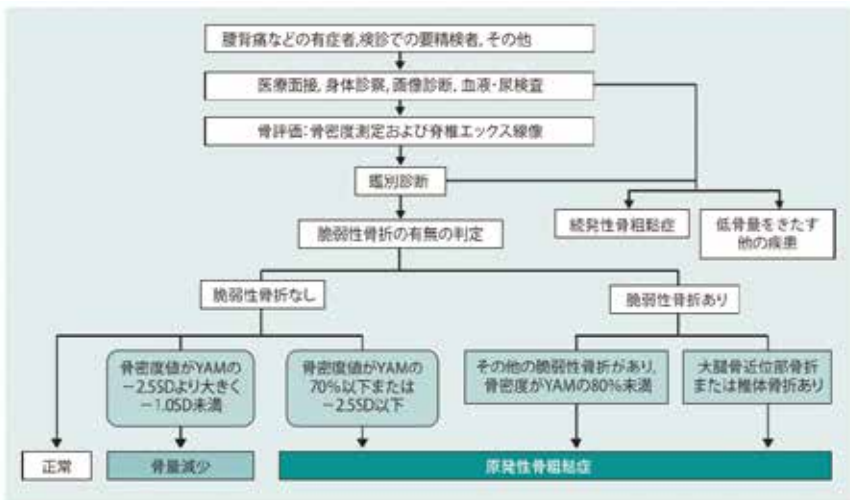 腰背痛などの有症者,検診での要精検者,その他
医療面接,身体診察,画像診断,血液・尿検査
骨評価:骨密度測定および脊椎エックス線像
鑑別診断
続発性骨粗鬆症
低骨量をきたす
他の疾患
脆弱性骨折の有無の判定
脆弱性骨折なし
脆弱性骨折あり
骨密度値がYAMの
-2.5SDより大きく
-1.0SD未満
骨密度値がYAMの
70%以下または
-2.5SD以下
その他の脆弱性骨折があり,
骨密度がYAMの80%未満
大腿骨近位部骨折
または椎体骨折あり
正常
骨量減少
原発性骨粗鬆症